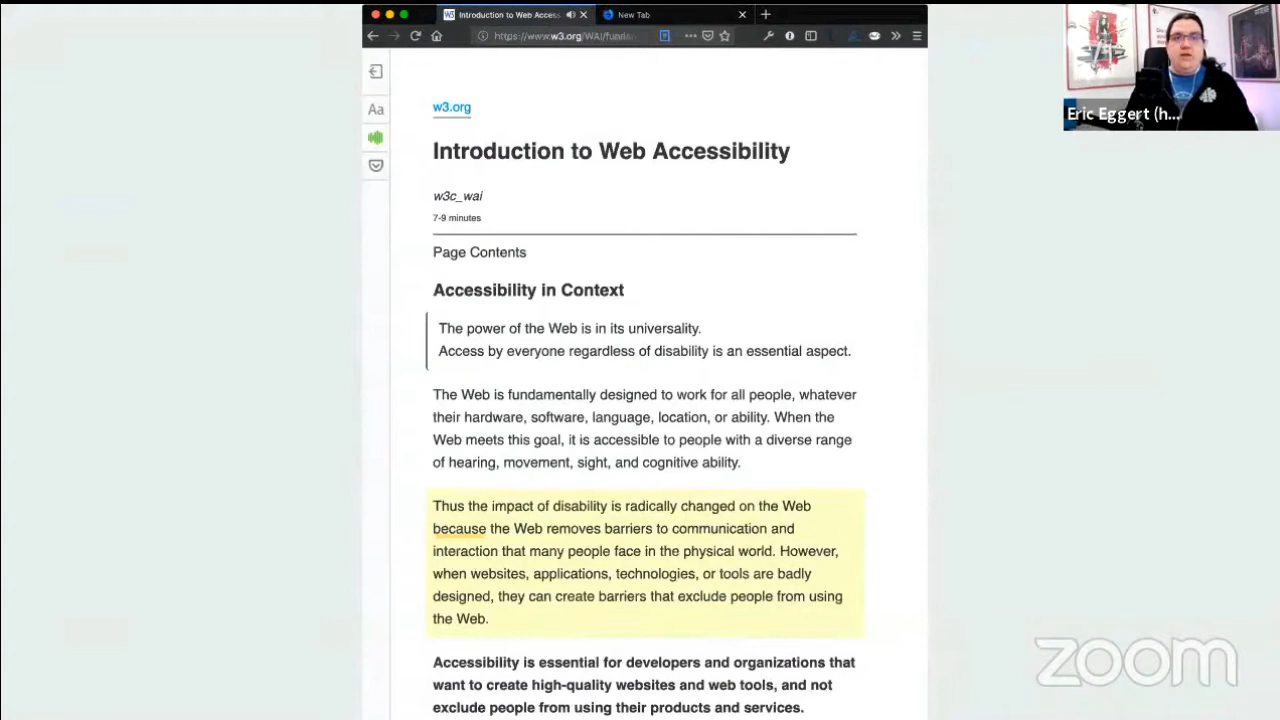 Introduction to Web Access
New Tab
https://www.w3.org/WAI/funda
Eric Eggert (h...
Aa
w3.org
Introduction to Web Accessibility
w3c_wai
7-9 minutes
Page Contents
Accessibility in Context
The power of the Web is in its universality.
Access by everyone regardless of disability is an essential aspect.
The Web is fundamentally designed to work for all people, whatever
their hardware, software, language, location, or ability. When the
Web meets this goal, it is accessible to people with a diverse range
of hearing, movement, sight, and cognitive ability.
Thus the impact of disability is radically changed on the Web
because the Web removes barriers to communication and
interaction that many people face in the physical world. However,
when websites, applications, technologies, or tools are badly
designed, they can create barriers that exclude people from using
the Web.
Accessibility is essential for developers and organizations that
want to create high-quality websites and web tools, and not
exclude people from using their products and services.
zoom